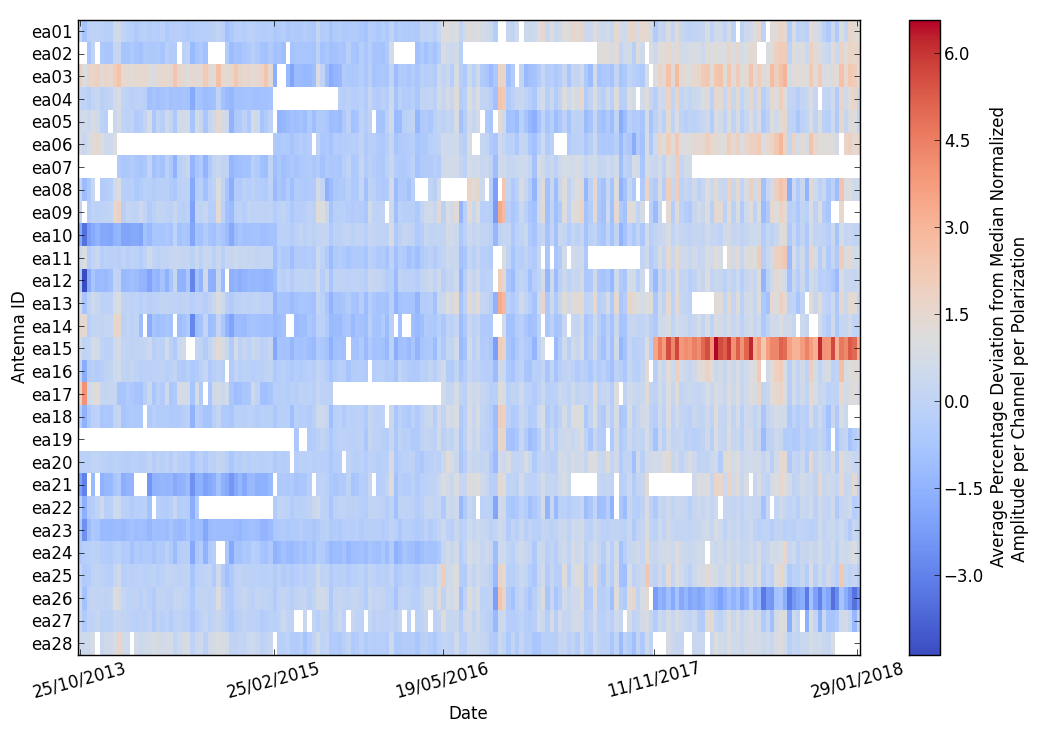 ea01
ea02
ea03
ea04
ea05
ea06
ea07
ea08
ea09
ea10
ea11
ea12
ea13
ea14
ea15
ea16
ea17
ea18
ea19
ea20
ea21
ea22
ea23
ea24
ea25
ea26
ea27
ea28
Antenna ID
25/10/2013
25/02/2015
19/05/2016
11/11/2017
29/01/2018
Date
6.0
4.5
3.0
1.5
0.0
−1.5
−3.0
Average Percentage Deviation from Median Normalized
Amplitude per Channel per Polarization